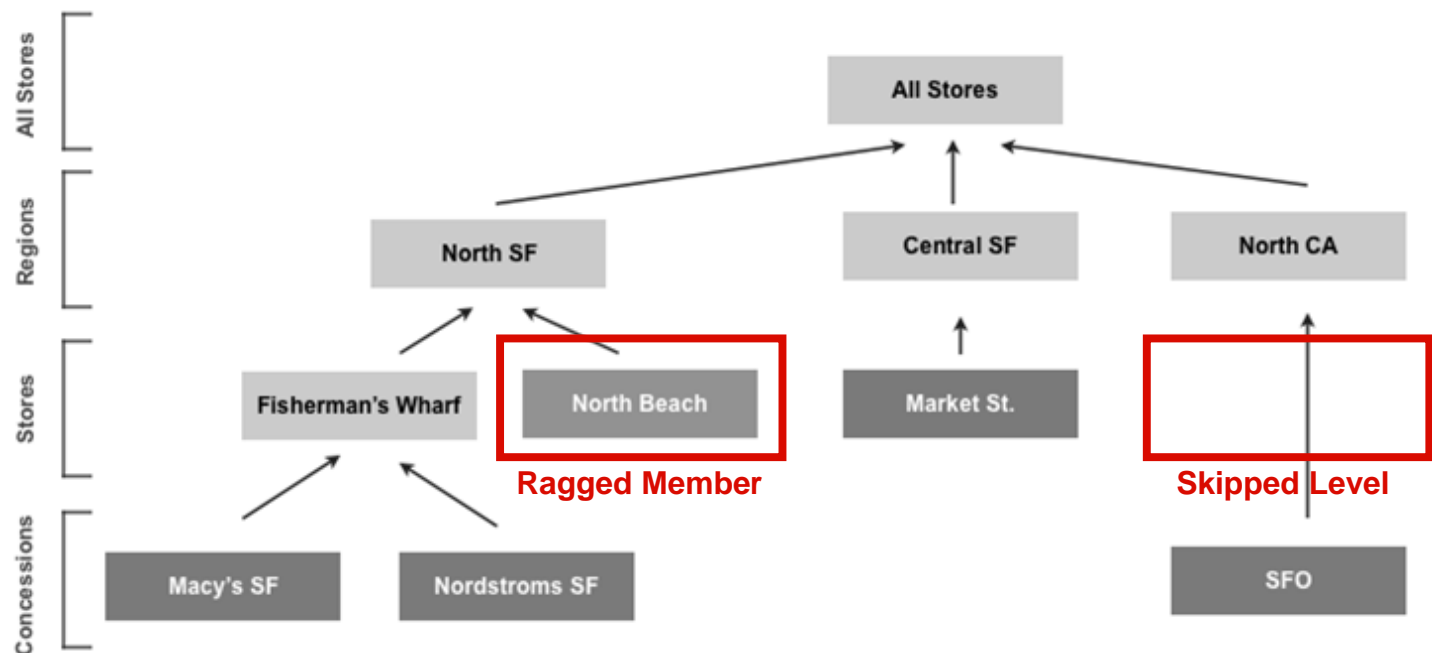 All Stores
All Stores
Regions
North SF
Central SF
North CA
Stores
Fisherman's Wharf
North Beach
Market St.
Ragged Member
Skipped Level
Concessions
Macy's SF
Nordstroms SF
SFO